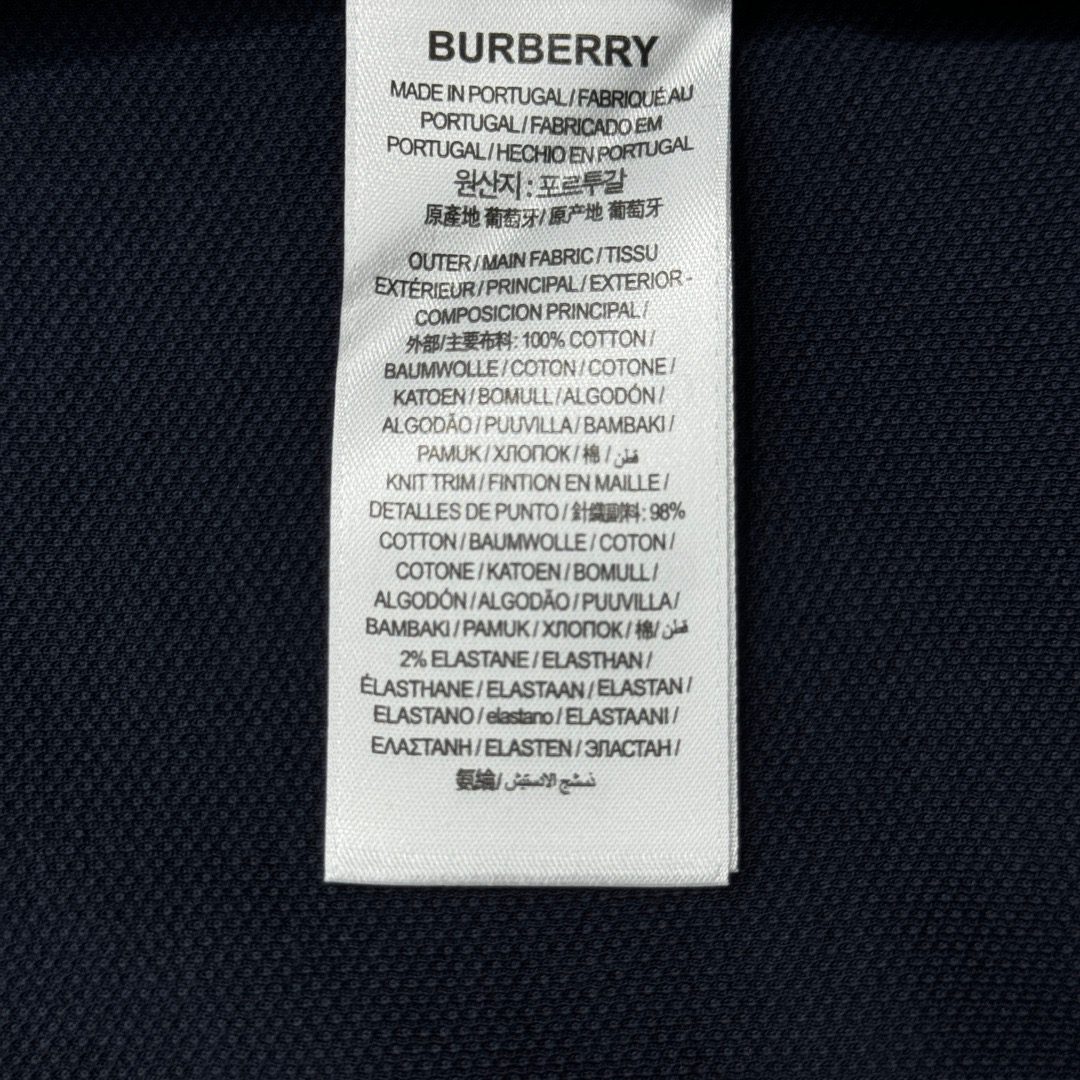 BURBERRY
MADE IN PORTUGAL/FABRIQUÉ AU
PORTUGAL/FABRICADO EM
PORTUGAL/HECHIO EN PORTUGAL
원산지 : 포르투갈
原產地 葡萄牙/ 原产地 葡萄牙
OUTER/MAIN FABRIC/TISSU
EXTÉRIEUR/PRINCIPAL/EXTERIOR -
COMPOSICION PRINCIPAL/
外部/主要布料: 100% COTTON/
BAUMWOLLE/COTON/COTONE/
KATOEN/BOMULL/ALGODÓN/
ALGODÃO/PUUVILLA/BAMBAKI/
PAMUK/ХЛОПОК/棉/قطن
KNIT TRIM/FINTION EN MAILLE/
DETALLES DE PUNTO/針織副料: 98%
COTTON/BAUMWOLLE/COTON/
COTONE/KATOEN/BOMULL/
ALGODÓN/ALGODÃO/PUUVILLA/
BAMBAKI/PAMUK/ХЛОПОК/棉/قطن
2% ELASTANE/ELASTHAN/
ÉLASTHANE/ELASTAAN/ELASTAN/
ELASTANO/elastano/ELASTAANI/
ΕΛΑΣΤΑΝΗ/ELASTEN/ЭЛАСТАН/
氨綸/